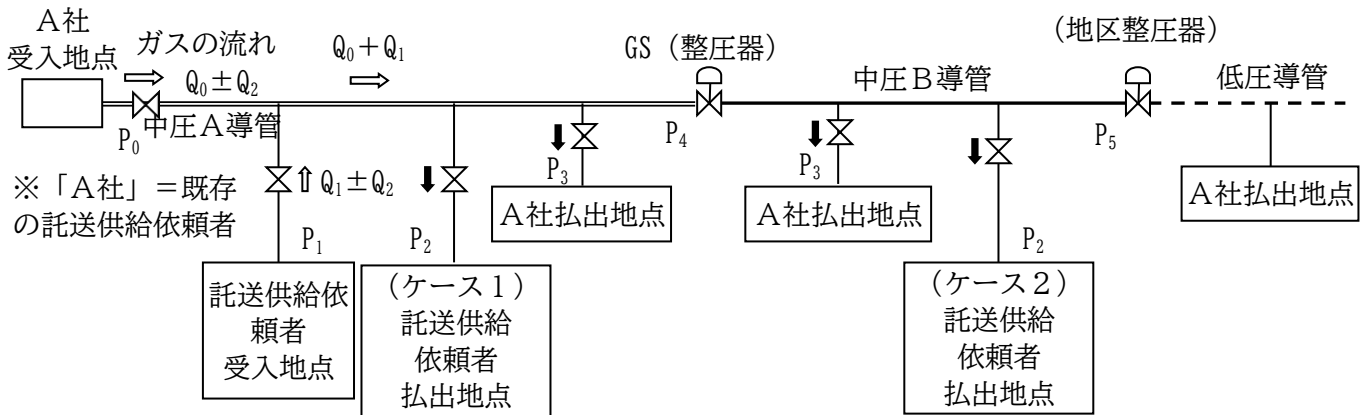 A社
受入地点
ガスの流れ
Q₀±Q₂
Q₀+Q₁
GS（整圧器）
中圧B導管
（地区整圧器）
低圧導管
P₀
中圧A導管
P₄
P₅
P₃
P₃
※「A社」=既存
の託送供給依頼者
Q₁±Q₂
P₁
P₂
A社払出地点
A社払出地点
P₂
A社払出地点
託送供給依
頼者
受入地点
（ケース１）
託送供給
依頼者
払出地点
（ケース２）
託送供給
依頼者
払出地点